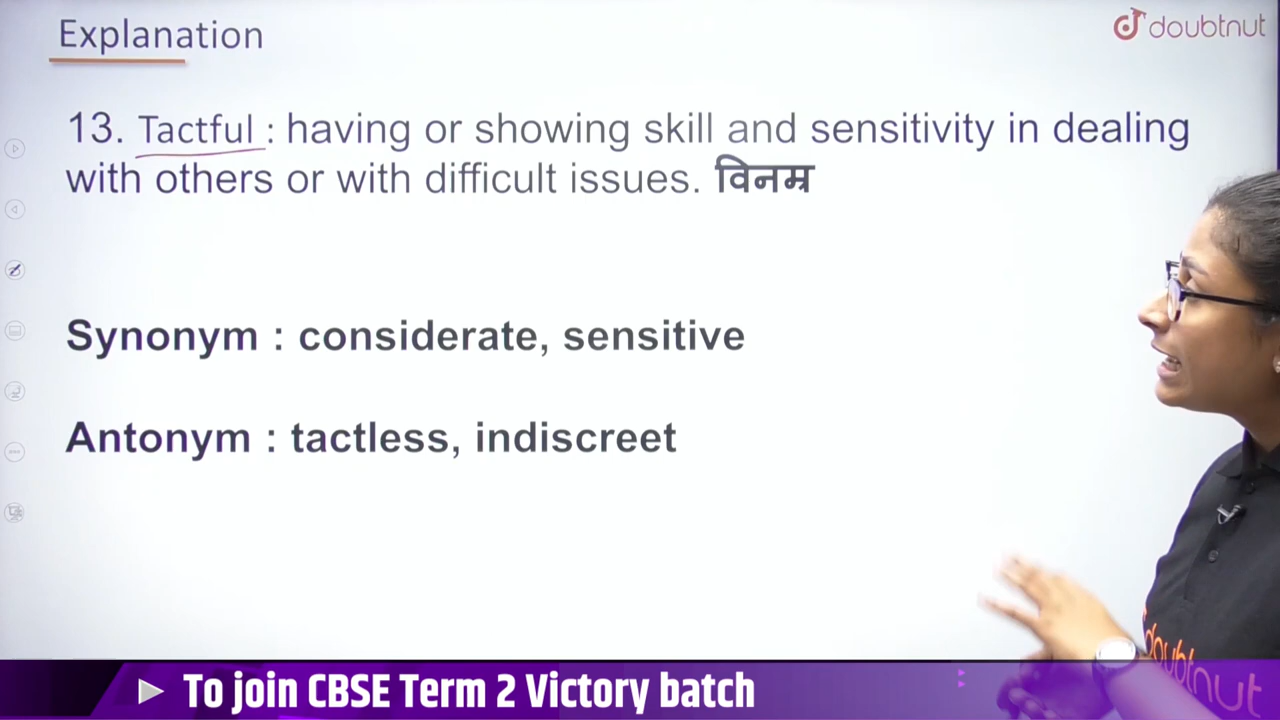 Explanation
doubtnut
13. Tactful : having or showing skill and sensitivity in dealing
with others or with difficult issues. विनम्र
Synonym : considerate, sensitive
Antonym : tactless, indiscreet
doubtnut
To join CBSE Term 2 Victory batch